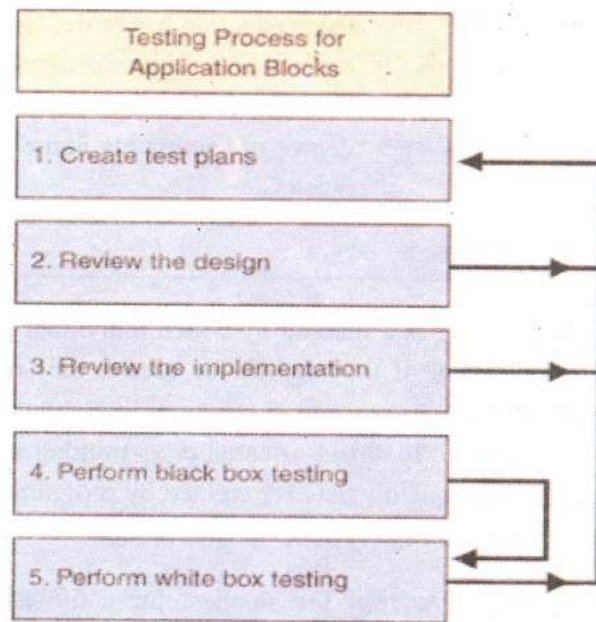 Testing Process for
Application Blocks
1. Create test plans
2. Review the design
3. Review the implementation
4. Perform black box testing
5. Perform white box testing